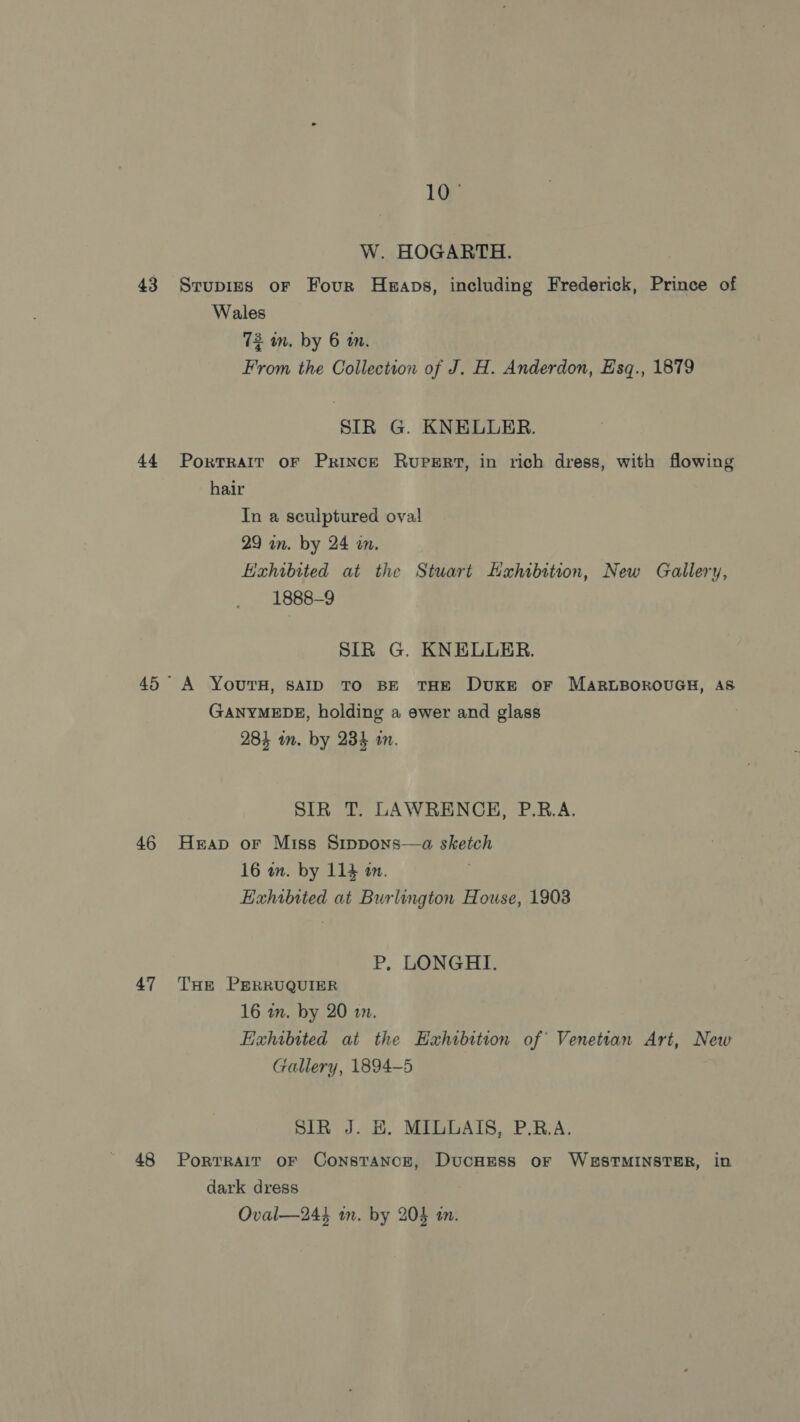 10
W. HOGARTH.
43 STUDIES OF FOUR HEADS, including Frederick, Prince of
Wales
7¾ in. by 6 in.
From the Collection of J. H. Anderdon, Esq., 1879
SIR G. KNELLER.
44 PORTRAIT OF PRINCE RUPERT, in rich dress, with flowing
hair
In a sculptured oval
29 in. by 24 in.
Exhibited at the Stuart Exhibition, New Gallery,
1888–9
SIR G. KNELLER.
45 A YOUTH, SAID TO BE THE DUKE OF MARLBOROUGH, AS
GANYMEDE, holding a ewer and glass
28½ in. by 23½ in.
SIR T. LAWRENCE, P.R.A.
46 HEAD OF MISS SIDDONS—a sketch
16 in. by 11½ in.
Exhibited at Burlington House, 1903
P. LONGHI.
47 THE PERRUQUIER
16 in. by 20 in.
Exhibited at the Exhibition of Venetian Art, New
Gallery, 1894–5
SIR J. E. MILLAIS, P.R.A.
48 PORTRAIT OF CONSTANCE, DUCHESS OF WESTMINSTER, in
dark dress
Oval—24½ in. by 20½ in.